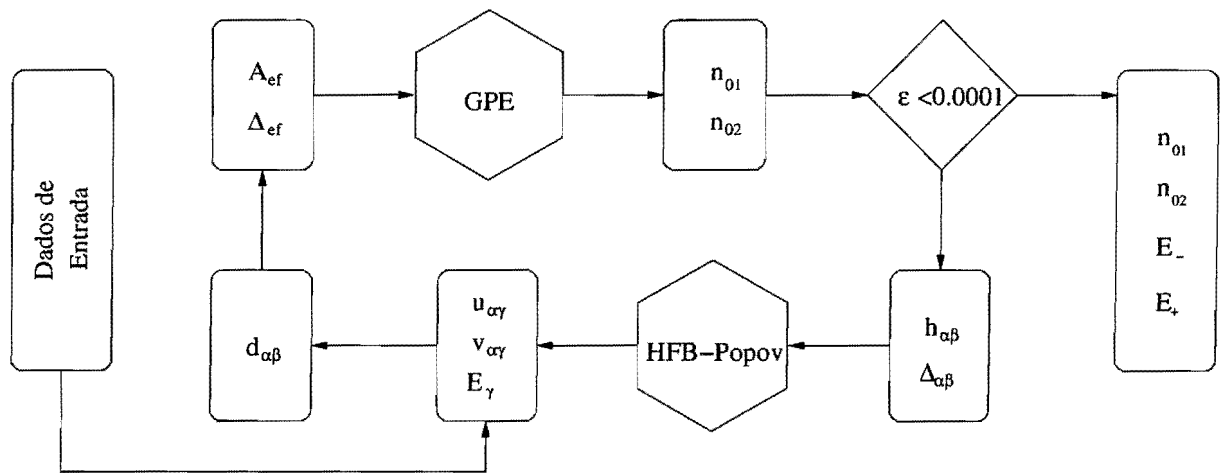 Dados de
Entrada
A_ef
Δ_ef
GPE
n_01
n_02
ε <0.0001
n_01
n_02
E_-
E_+
d_αβ
u_αγ
v_αγ
E_γ
HFB-Popov
h_αβ
Δ_αβ